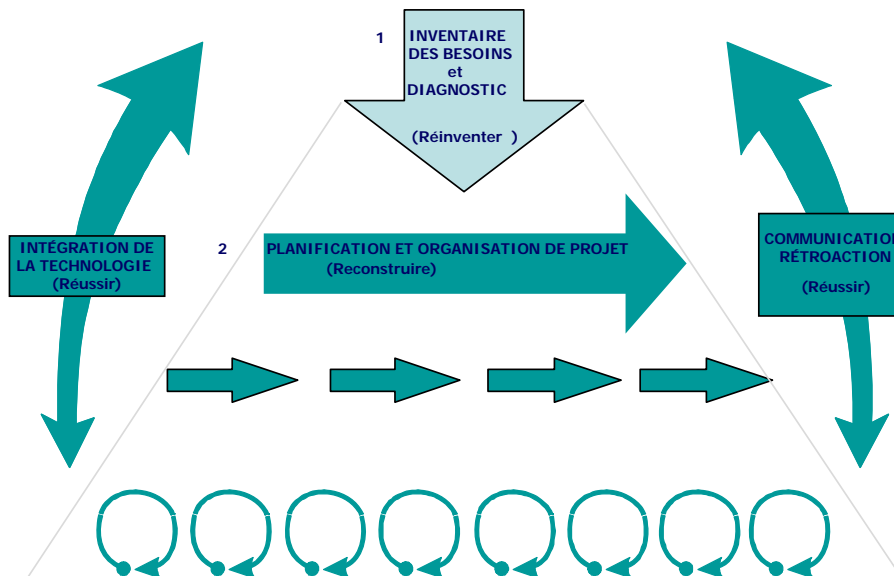 1
INVENTAIRE
DES BESOINS
et
DIAGNOSTIC
(Réinventer )
INTÉGRATION DE
LA TECHNOLOGIE
(Réussir)
2
PLANIFICATION ET ORGANISATION DE PROJET
(Reconstruire)
COMMUNICATION
RÉTROACTION
(Réussir)